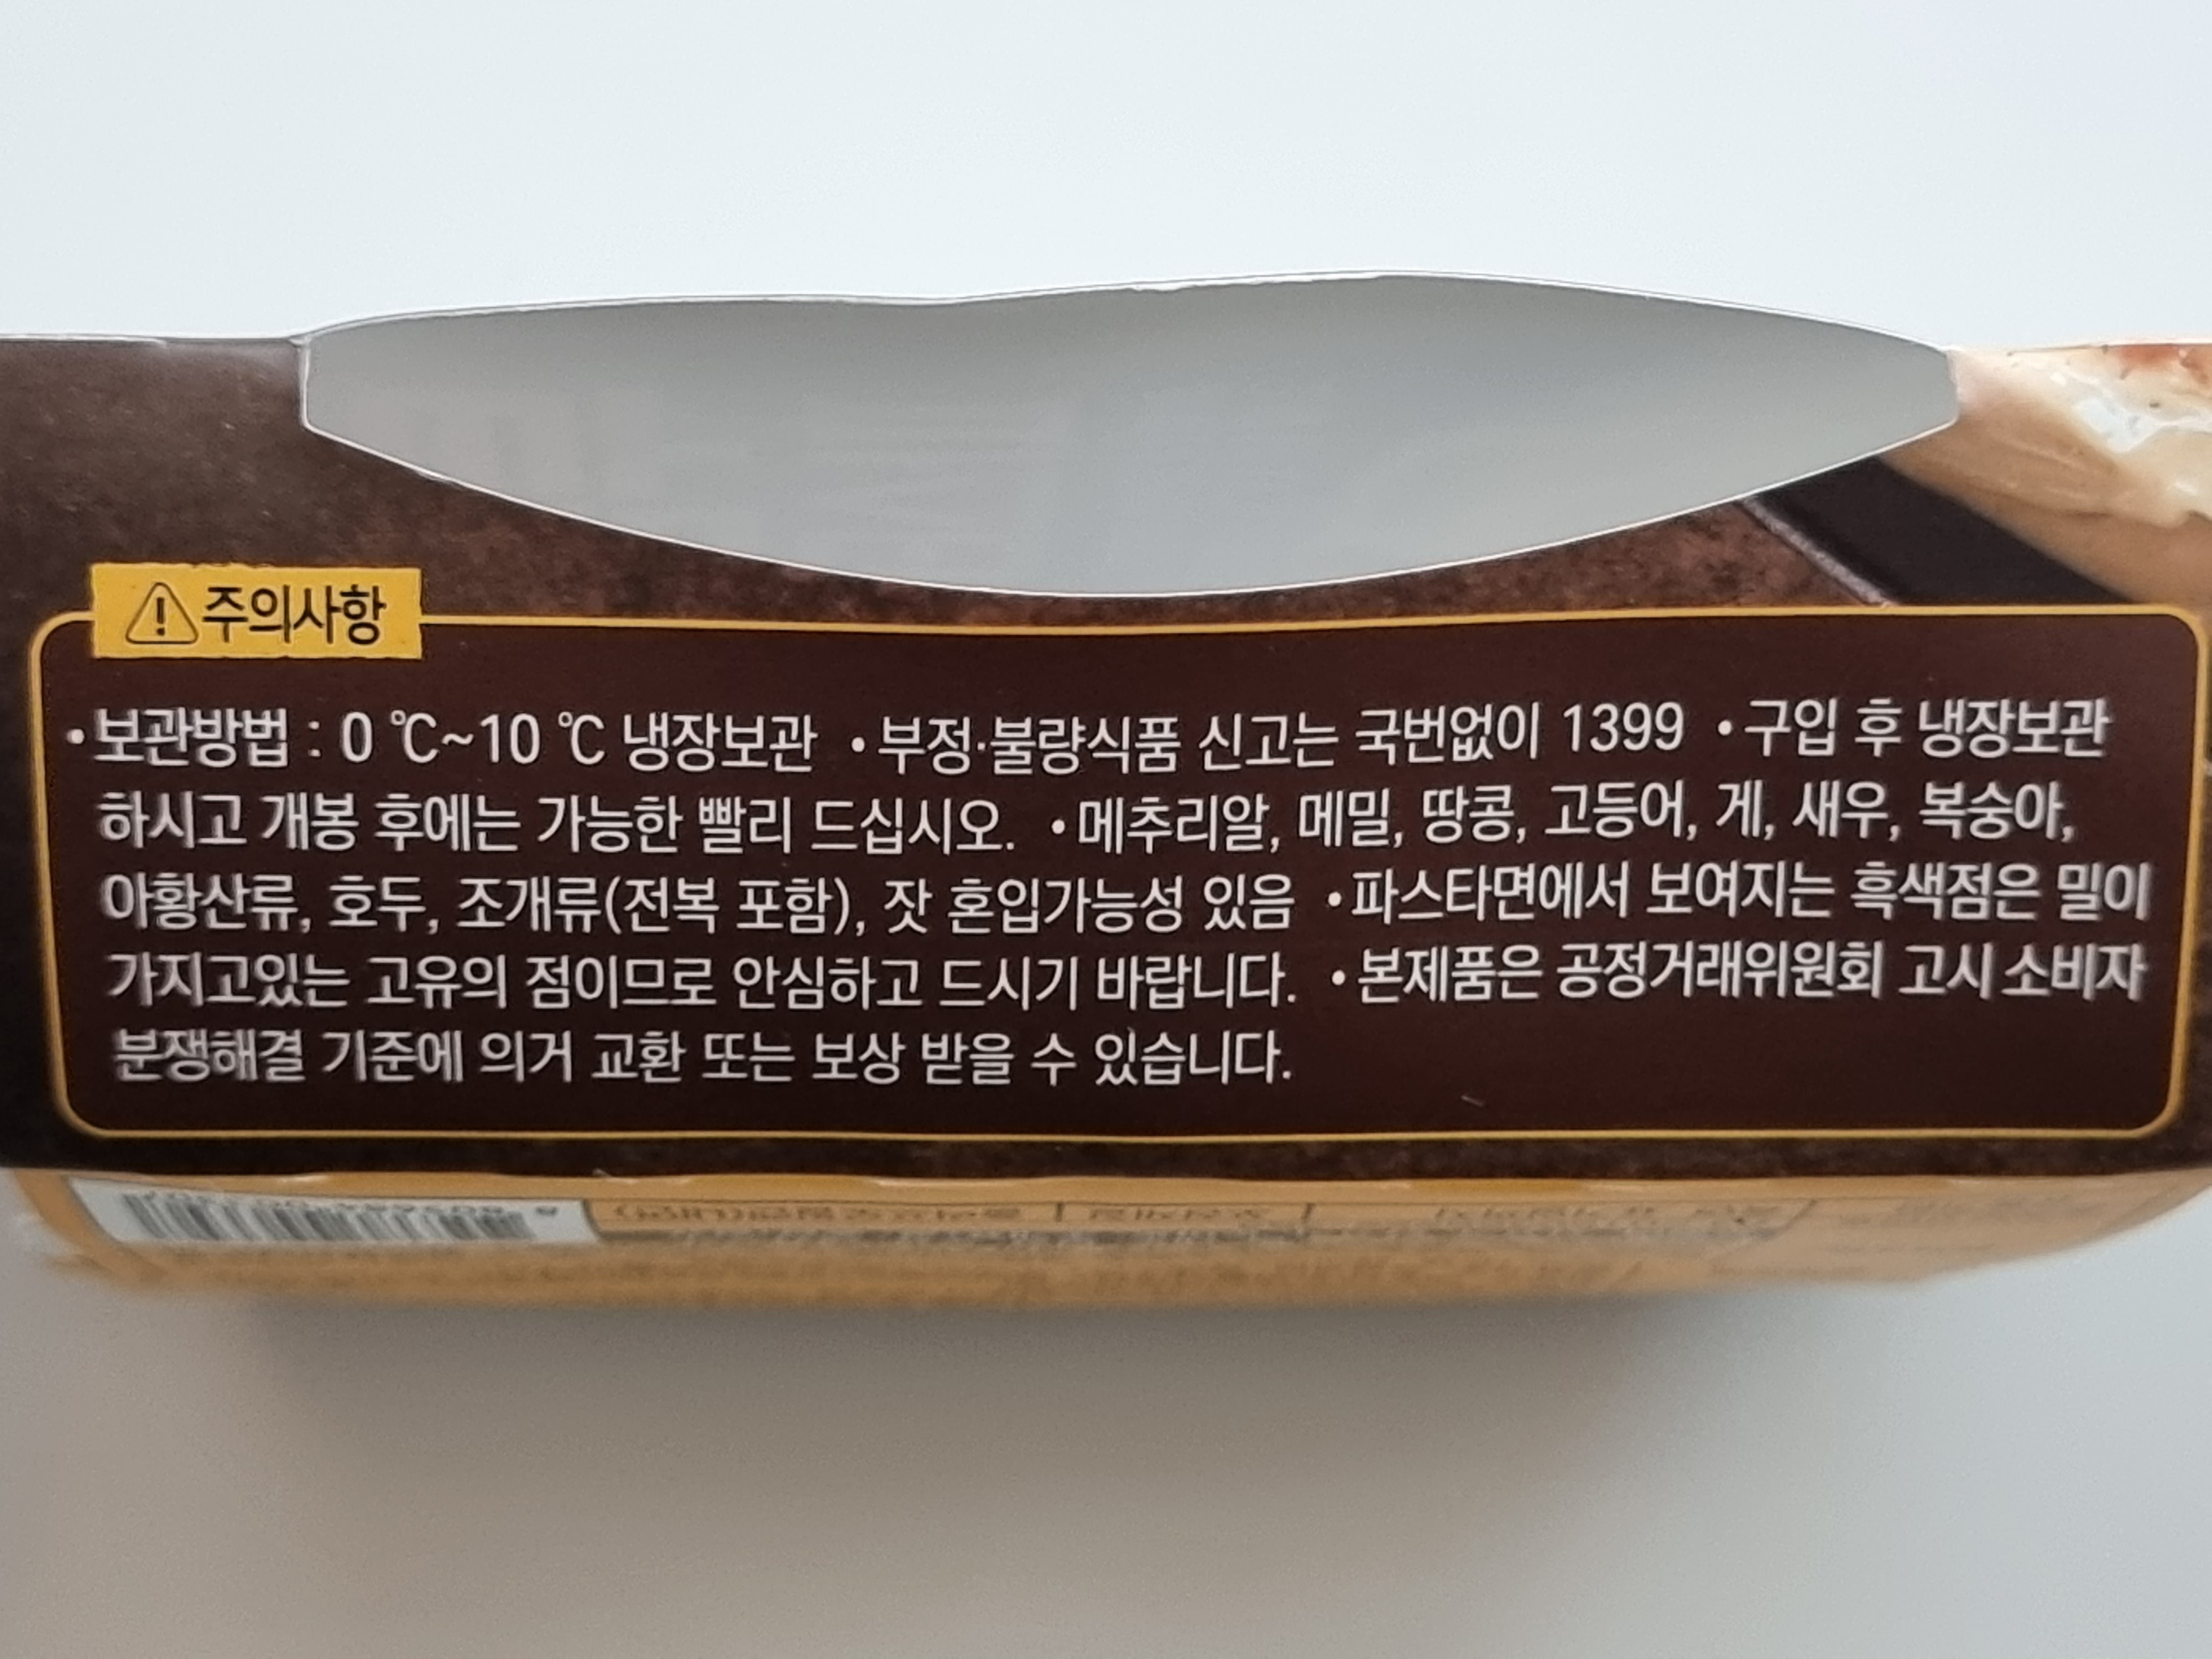 주의사항
•보관방법 : 0 ℃~10 ℃ 냉장보관 •부정·불량식품 신고는 국번없이 1399 •구입 후 냉장보관
하시고 개봉 후에는 가능한 빨리 드십시오. •메추리알, 메밀, 땅콩, 고등어, 게, 새우, 복숭아,
아황산류, 호두, 조개류(전복 포함), 잣 혼입가능성 있음 •파스타면에서 보여지는 흑색점은 밀이
가지고있는 고유의 점이므로 안심하고 드시기 바랍니다. •본제품은 공정거래위원회 고시 소비자
분쟁해결 기준에 의거 교환 또는 보상 받을 수 있습니다.